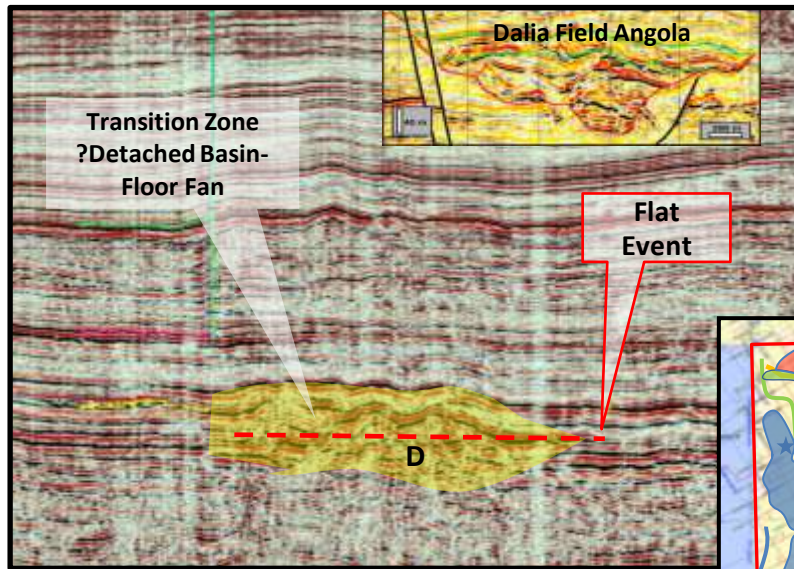 Dalia Field Angola
Transition Zone
?Detached Basin-
Floor Fan
Flat
Event
D